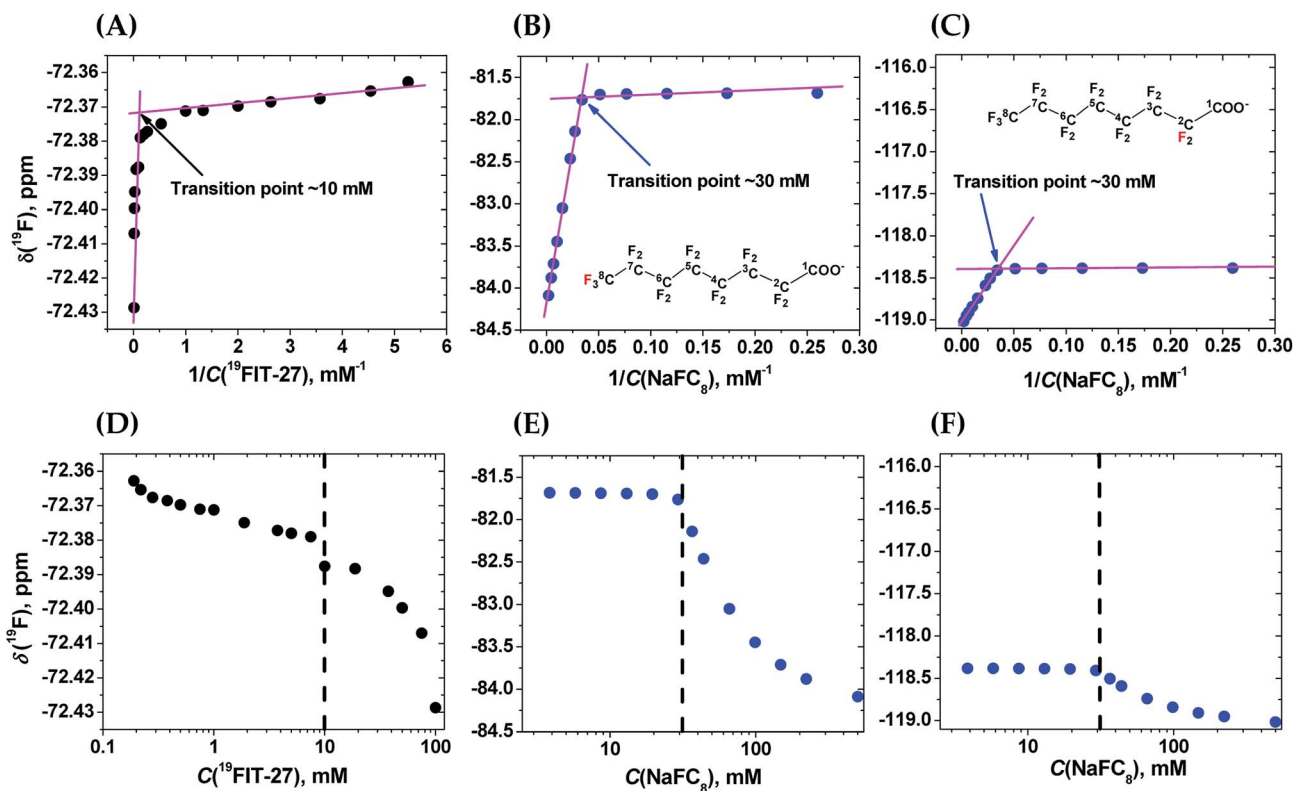 (A)
-72.36
-72.37
-72.38
-72.39
-72.40
-72.41
-72.42
-72.43
δ(¹⁹F), ppm
Transition point ~10 mM
0 1 2 3 4 5 6
1/C(¹⁹FIT-27), mM⁻¹
(B)
-81.5
-82.0
-82.5
-83.0
-83.5
-84.0
-84.5
Transition point ~30 mM
F₂ F₂ F₂
7 5 3 ¹COO⁻
F₃⁸C C ⁶C C ⁴C C ²C
F₂ F₂ F₂
0.00 0.05 0.10 0.15 0.20 0.25 0.30
1/C(NaFC₈), mM⁻¹
(C)
-116.0
-116.5
-117.0
-117.5
-118.0
-118.5
-119.0
F₂ F₂ F₂
7 5 3 ¹COO⁻
F₃⁸C C ⁶C C ⁴C C ²C
F₂ F₂ F₂
Transition point ~30 mM
0.00 0.05 0.10 0.15 0.20 0.25 0.30
1/C(NaFC₈), mM⁻¹
(D)
-72.36
-72.37
-72.38
-72.39
-72.40
-72.41
-72.42
-72.43
δ(¹⁹F), ppm
0.1 1 10 100
C(¹⁹FIT-27), mM
(E)
-81.5
-82.0
-82.5
-83.0
-83.5
-84.0
-84.5
10 100
C(NaFC₈), mM
(F)
-116.0
-116.5
-117.0
-117.5
-118.0
-118.5
-119.0
10 100
C(NaFC₈), mM